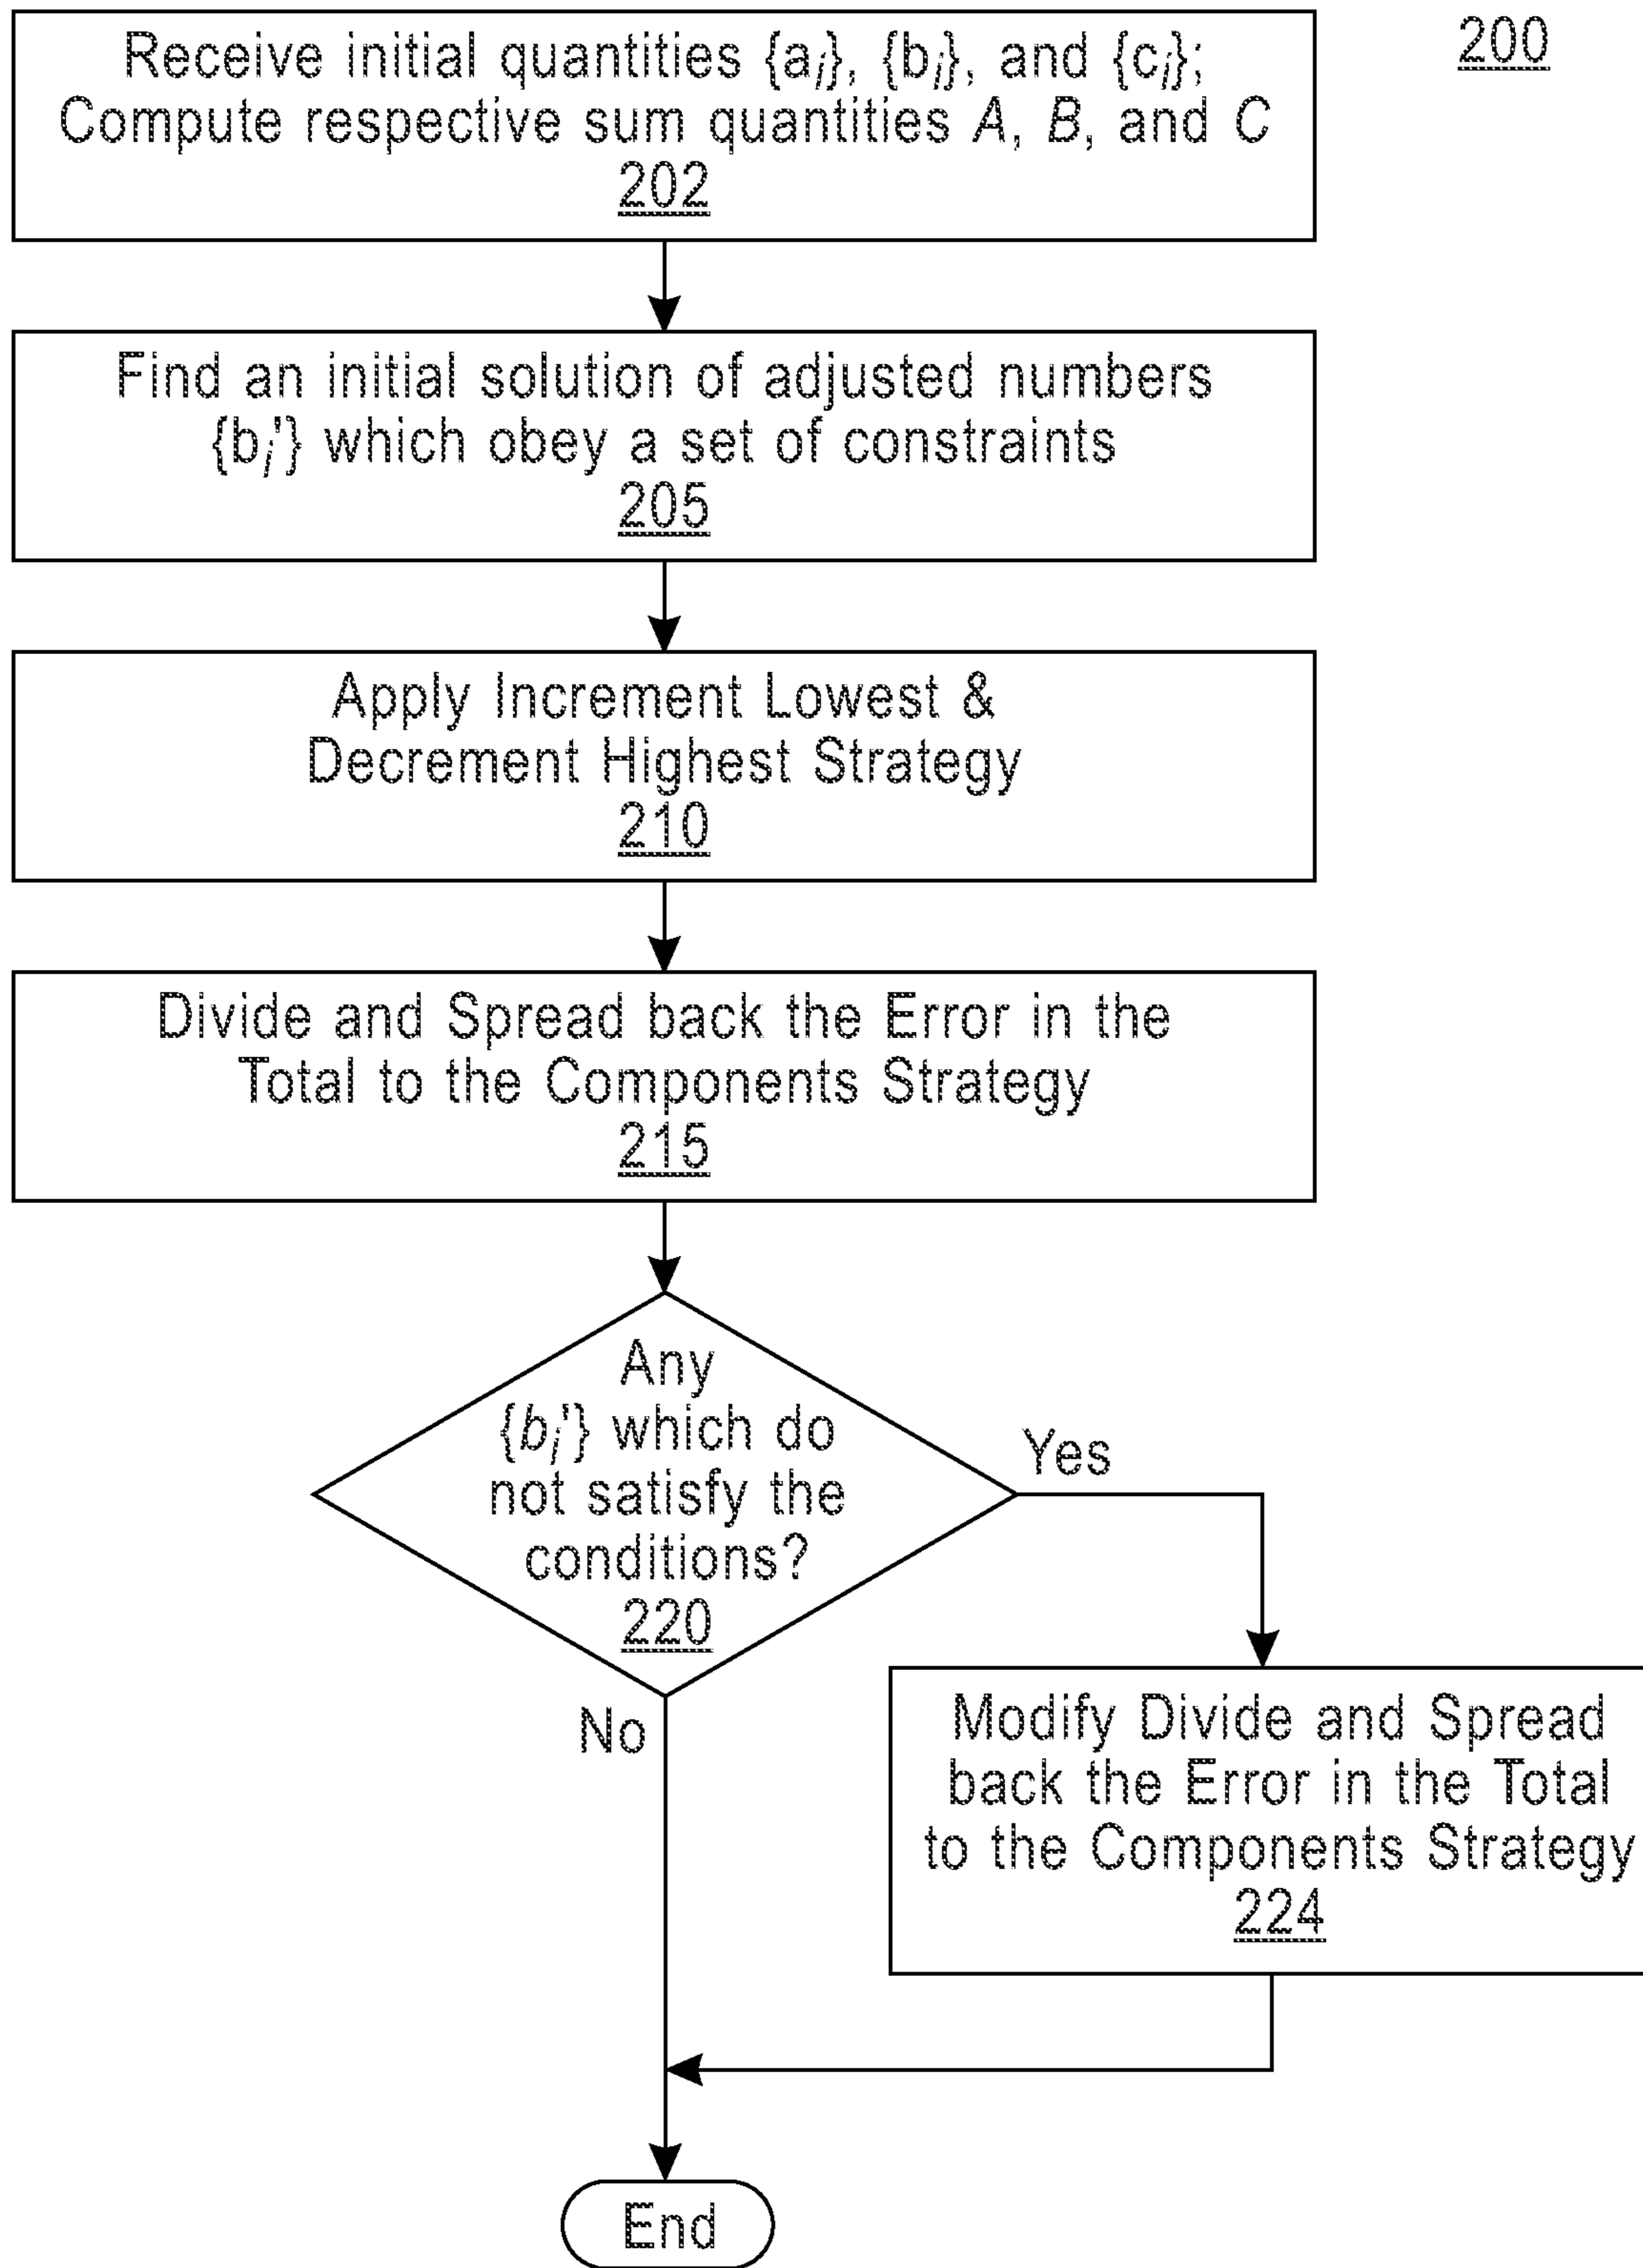 200
Receive initial quantities {aᵢ}, {bᵢ}, and {cᵢ};
Compute respective sum quantities A, B, and C
202
Find an initial solution of adjusted numbers
{bᵢ'} which obey a set of constraints
205
Apply Increment Lowest &
Decrement Highest Strategy
210
Divide and Spread back the Error in the
Total to the Components Strategy
215
Any
{bᵢ'} which do
not satisfy the
conditions?
220
Yes
No
Modify Divide and Spread
back the Error in the Total
to the Components Strategy
224
End